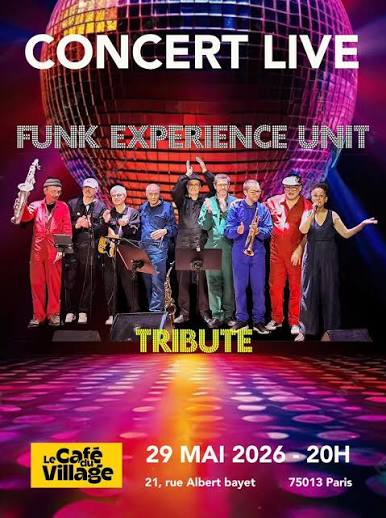 CONCERT LIVE
FUNK EXPERIENCE UNIT
TRIBUTE
Le Café
du
Village
29 MAI 2026 - 20H
21, rue Albert bayet 75013 Paris